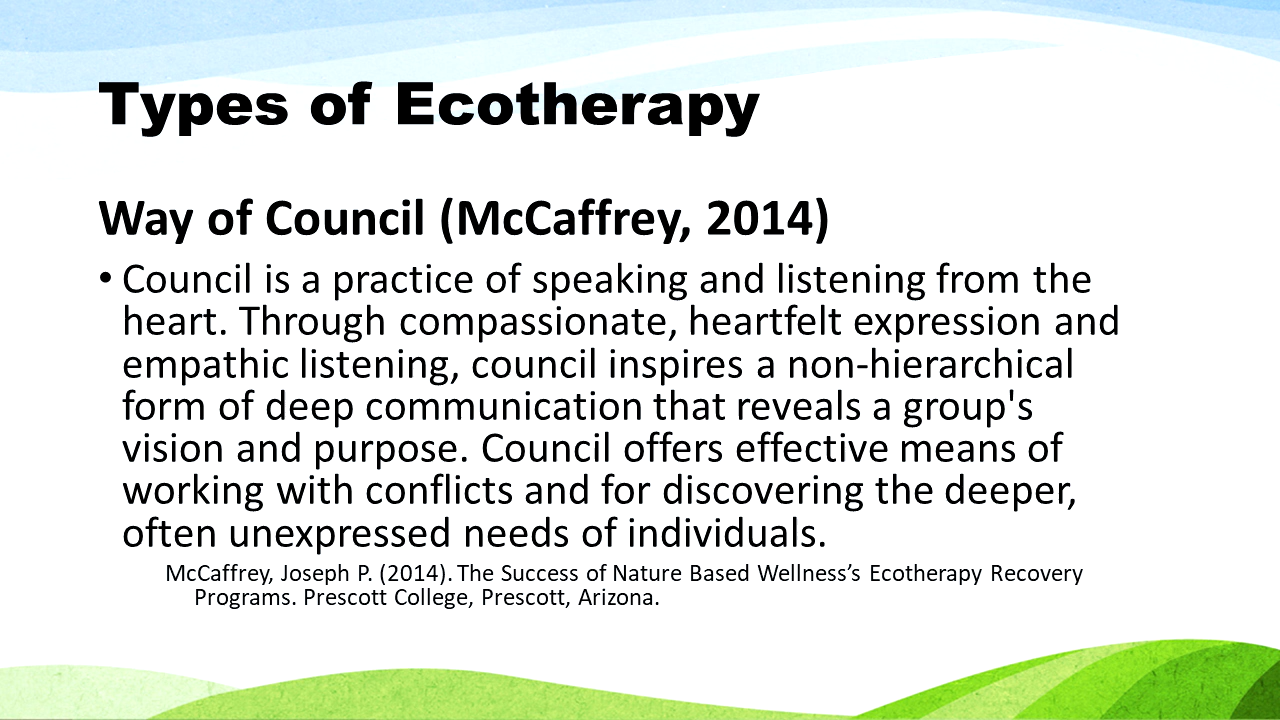 Types of Ecotherapy
Way of Council (McCaffrey, 2014)
• Council is a practice of speaking and listening from the
heart. Through compassionate, heartfelt expression and
empathic listening, council inspires a non-hierarchical
form of deep communication that reveals a group's
vision and purpose. Council offers effective means of
working with conflicts and for discovering the deeper,
often unexpressed needs of individuals.
McCaffrey, Joseph P. (2014). The Success of Nature Based Wellness’s Ecotherapy Recovery
Programs. Prescott College, Prescott, Arizona.